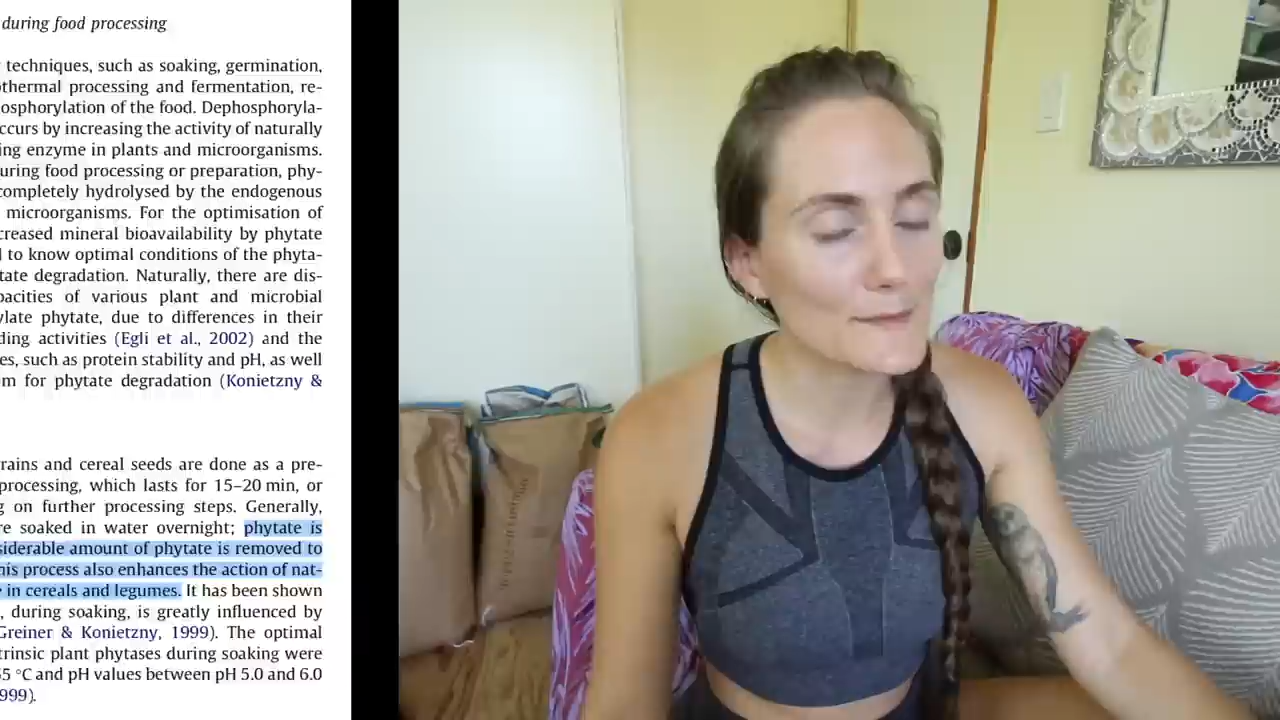 during food processing
techniques, such as soaking, germination,
othermal processing and fermentation, re-
osphorylation of the food. Dephosphoryla-
ccurs by increasing the activity of naturally
ing enzyme in plants and microorganisms.
uring food processing or preparation, phy-
completely hydrolysed by the endogenous
microorganisms. For the optimisation of
creased mineral bioavailability by phytate
l to know optimal conditions of the phyta-
tate degradation. Naturally, there are dis-
pacities of various plant and microbial
ylate phytate, due to differences in their
ding activities (Egli et al., 2002) and the
es, such as protein stability and pH, as well
m for phytate degradation (Konietzny &
rains and cereal seeds are done as a pre-
processing, which lasts for 15–20 min, or
g on further processing steps. Generally,
re soaked in water overnight; phytate is
siderable amount of phytate is removed to
his process also enhances the action of nat-
e in cereals and legumes. It has been shown
, during soaking, is greatly influenced by
Greiner & Konietzny, 1999). The optimal
trinsic plant phytases during soaking were
55 °C and pH values between pH 5.0 and 6.0
999).